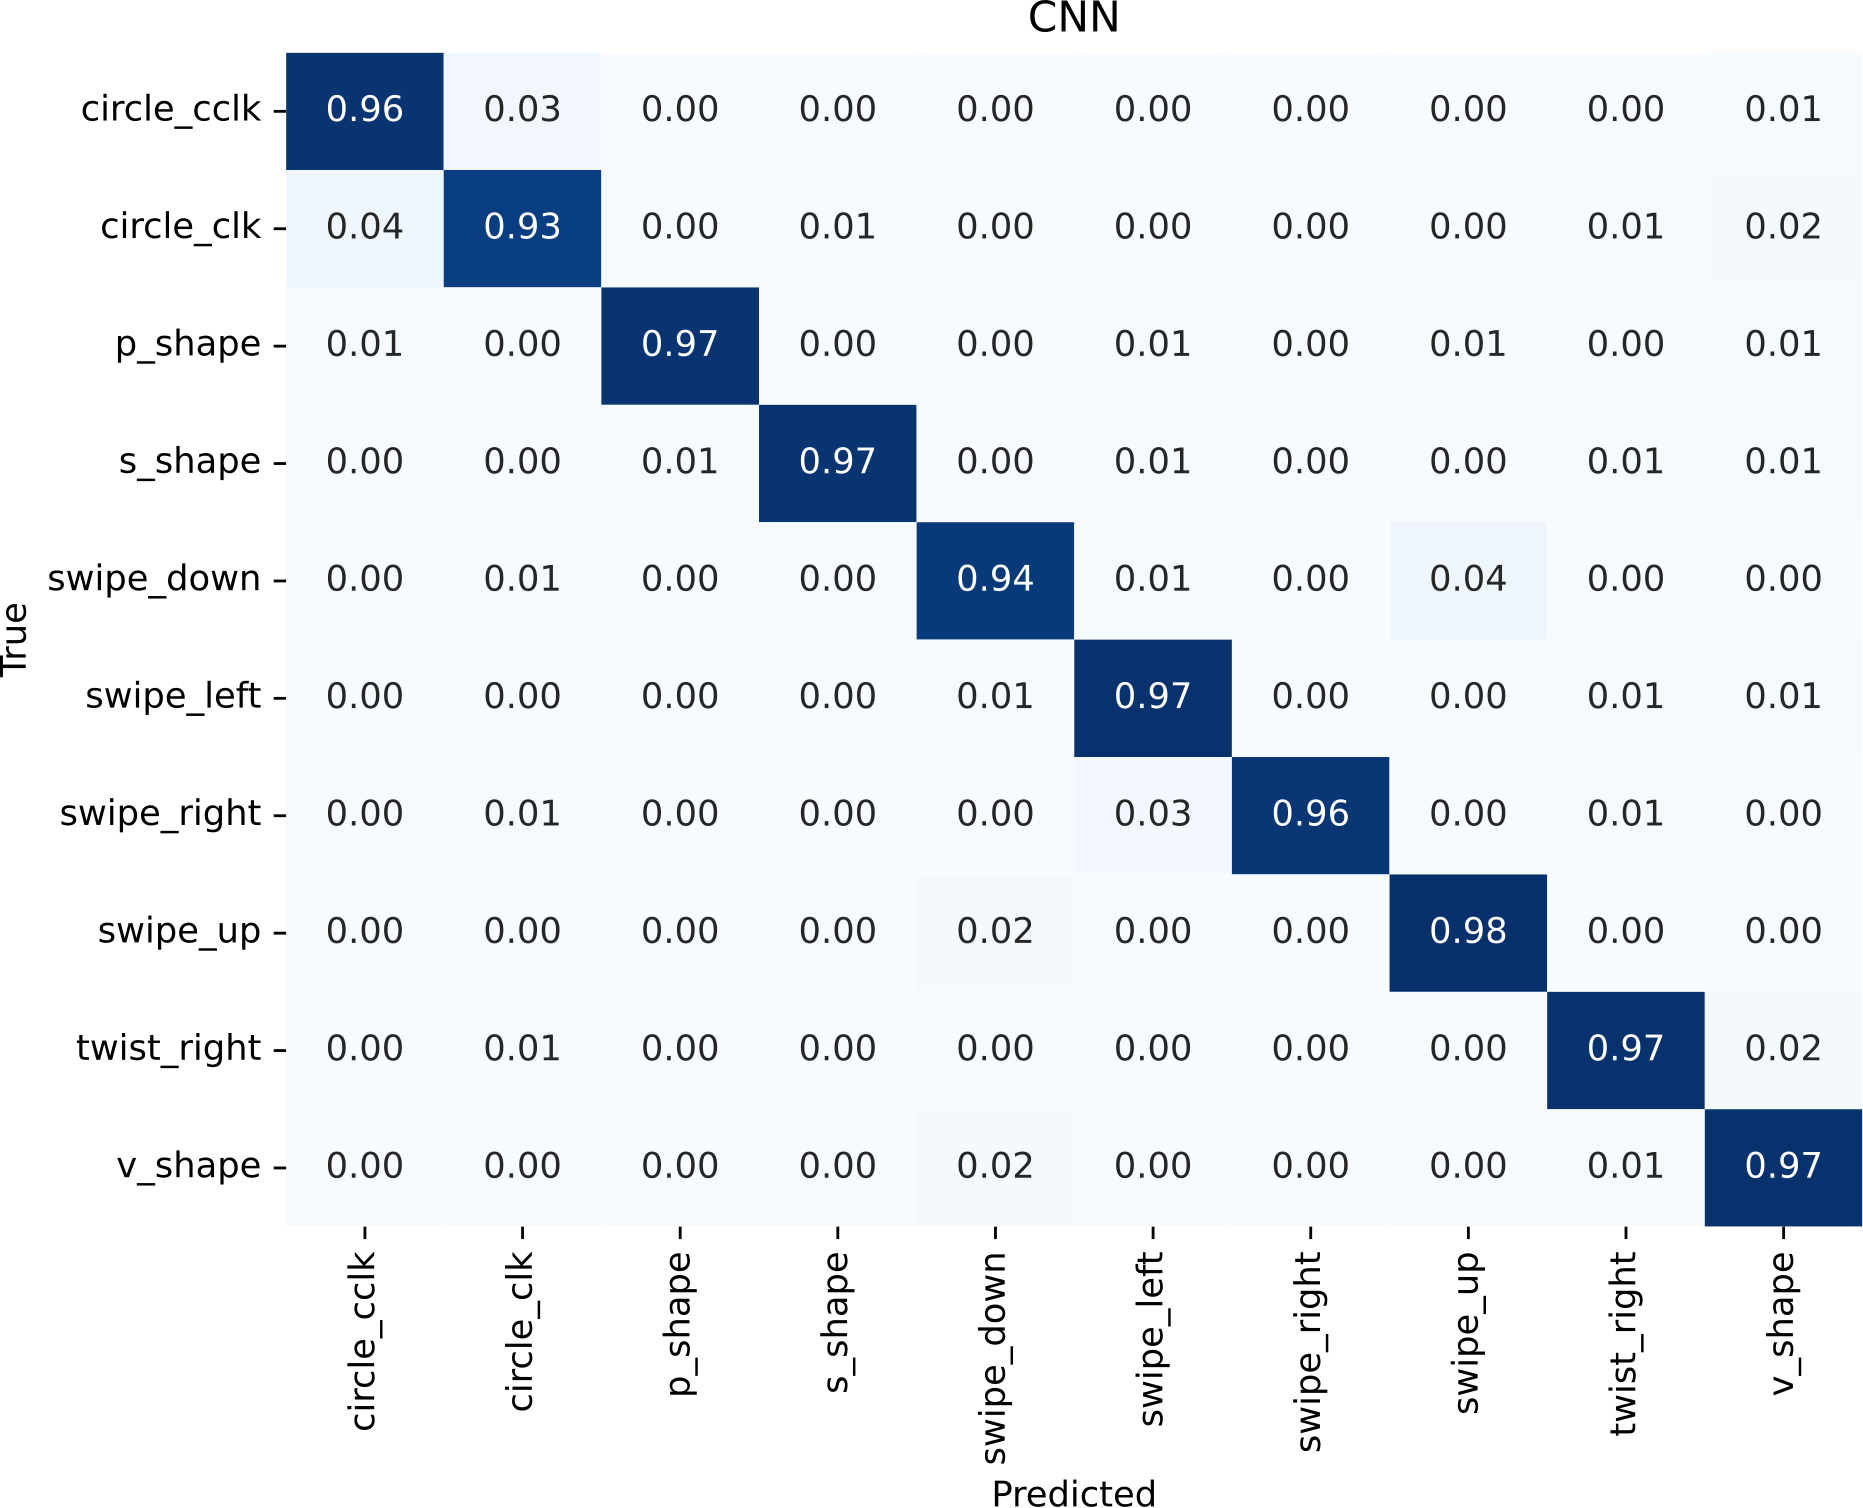 CNN
circle_cclk 0.96 0.03 0.00 0.00 0.00 0.00 0.00 0.00 0.00 0.01
circle_clk 0.04 0.93 0.00 0.01 0.00 0.00 0.00 0.00 0.01 0.02
p_shape 0.01 0.00 0.97 0.00 0.00 0.01 0.00 0.01 0.00 0.01
s_shape 0.00 0.00 0.01 0.97 0.00 0.01 0.00 0.00 0.01 0.01
swipe_down 0.00 0.01 0.00 0.00 0.94 0.01 0.00 0.04 0.00 0.00
True
swipe_left 0.00 0.00 0.00 0.00 0.01 0.97 0.00 0.00 0.01 0.01
swipe_right 0.00 0.01 0.00 0.00 0.00 0.03 0.96 0.00 0.01 0.00
swipe_up 0.00 0.00 0.00 0.00 0.02 0.00 0.00 0.98 0.00 0.00
twist_right 0.00 0.01 0.00 0.00 0.00 0.00 0.00 0.00 0.97 0.02
v_shape 0.00 0.00 0.00 0.00 0.02 0.00 0.00 0.00 0.01 0.97
circle_cclk
circle_clk
p_shape
s_shape
swipe_down
swipe_left
swipe_right
swipe_up
twist_right
v_shape
Predicted